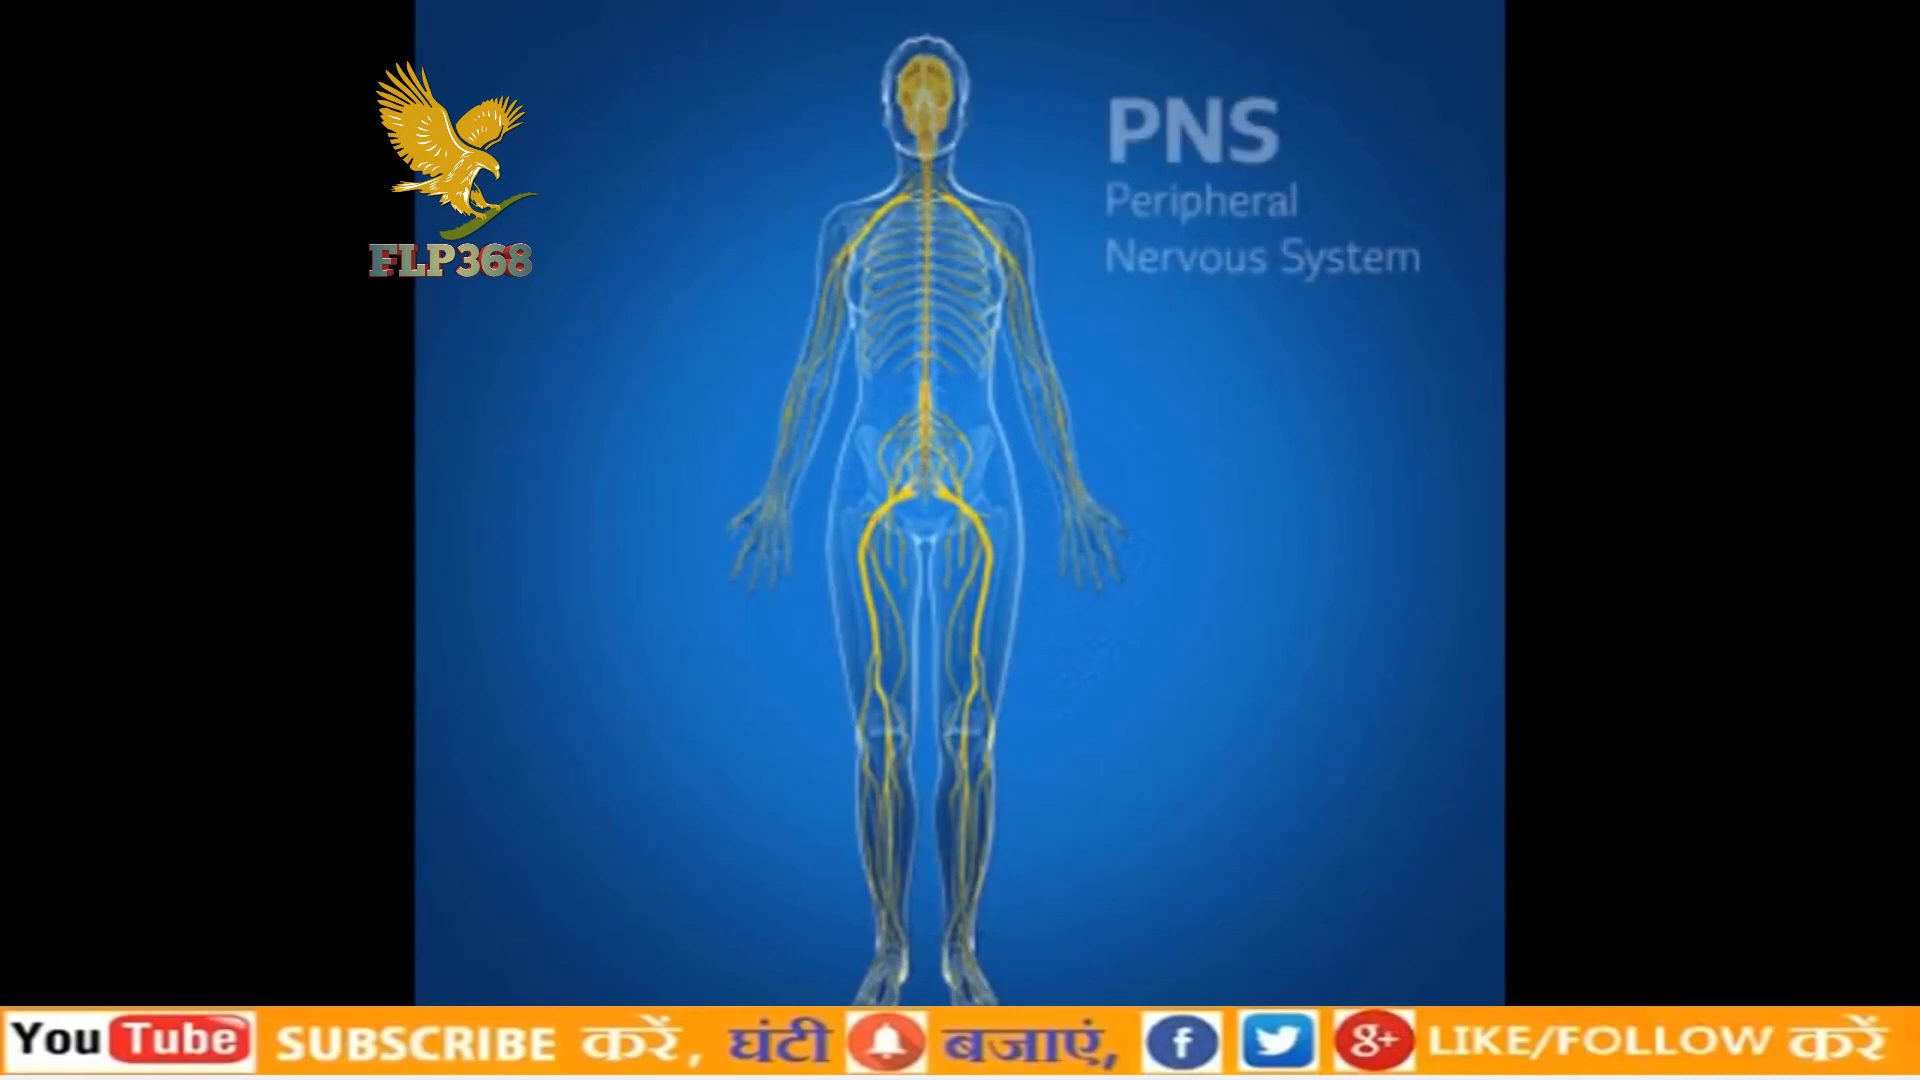 PNS
Peripheral
Nervous System
FLP368
You Tube SUBSCRIBE करें, घंटी बजाएं, f g+ LIKE/FOLLOW करें